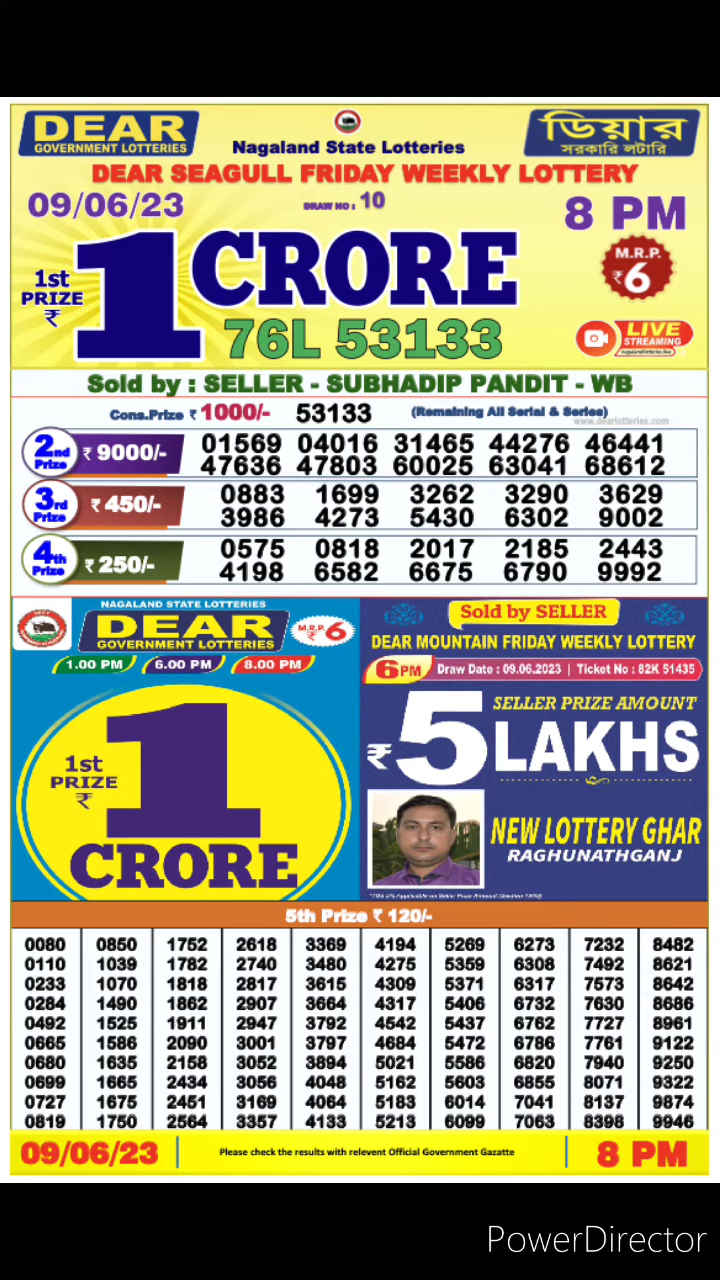 DEAR
GOVERNMENT LOTTERIES
Nagaland State Lotteries
ডিয়ার
সরকারি লটারি
DEAR SEAGULL FRIDAY WEEKLY LOTTERY
09/06/23
DRAW NO : 10
8 PM
1st
PRIZE
₹
1 CRORE
M.R.P.
₹6
76L 53133
LIVE
STREAMING
nagalandlotteries.live
Sold by : SELLER - SUBHADIP PANDIT - WB
Cons.Prize ₹ 1000/- 53133 (Remaining All Serial & Series)
www.dearlotteries.com
2nd Prize ₹ 9000/-
01569 04016 31465 44276 46441
47636 47803 60025 63041 68612
3rd Prize ₹ 450/-
0883 1699 3262 3290 3629
3986 4273 5430 6302 9002
4th Prize ₹ 250/-
0575 0818 2017 2185 2443
4198 6582 6675 6790 9992
NAGALAND STATE LOTTERIES
DEAR
GOVERNMENT LOTTERIES
M.R.P.
₹6
1.00 PM 6.00 PM 8.00 PM
1st
PRIZE
₹
1
CRORE
Sold by SELLER
DEAR MOUNTAIN FRIDAY WEEKLY LOTTERY
6PM Draw Date : 09.06.2023 | Ticket No : 82K 51435
SELLER PRIZE AMOUNT
₹ 5 LAKHS
NEW LOTTERY GHAR
RAGHUNATHGANJ
5th Prize ₹ 120/-
0080 0850 1752 2618 3369 4194 5269 6273 7232 8482
0110 1039 1782 2740 3480 4275 5359 6308 7492 8621
0233 1070 1818 2817 3615 4309 5371 6317 7573 8642
0284 1490 1862 2907 3664 4317 5406 6732 7630 8686
0492 1525 1911 2947 3792 4542 5437 6762 7727 8961
0665 1586 2090 3001 3797 4684 5472 6786 7761 9122
0680 1635 2158 3052 3894 5021 5586 6820 7940 9250
0699 1665 2434 3056 4048 5162 5603 6855 8071 9322
0727 1675 2451 3169 4064 5183 6014 7041 8137 9874
0819 1750 2564 3357 4133 5213 6099 7063 8398 9946
09/06/23
Please check the results with relevent Official Government Gazatte
8 PM
PowerDirector